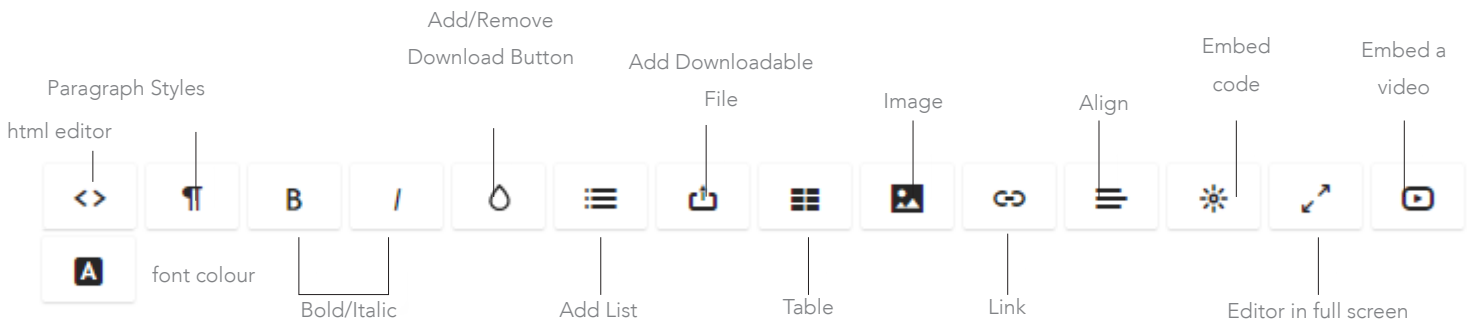 Add/Remove
Download Button
Add Downloadable
File
Embed
code
Embed a
video
Paragraph Styles
Image
Align
html editor
<> ¶ B I
A
font colour
Bold/Italic
Add List
Table
Link
Editor in full screen